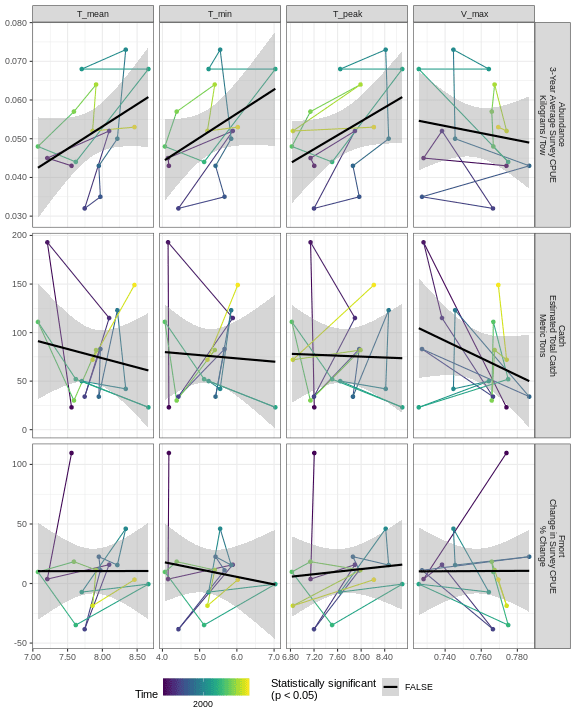 T_mean T_min T_peak V_max
0.080
0.070
0.060
0.050
0.040
0.030
Abundance
3-Year Average Survey CPUE
Kilograms / Tow
200
150
100
50
0
Catch
Estimated Total Catch
Metric Tons
100
50
0
-50
Fmort
Change in Survey CPUE
% Change
7.00 7.50 8.00 8.50 4.0 5.0 6.0 7.0 6.80 7.20 7.60 8.00 8.40 0.740 0.760 0.780
Time
2000
Statistically significant
(p < 0.05)
FALSE